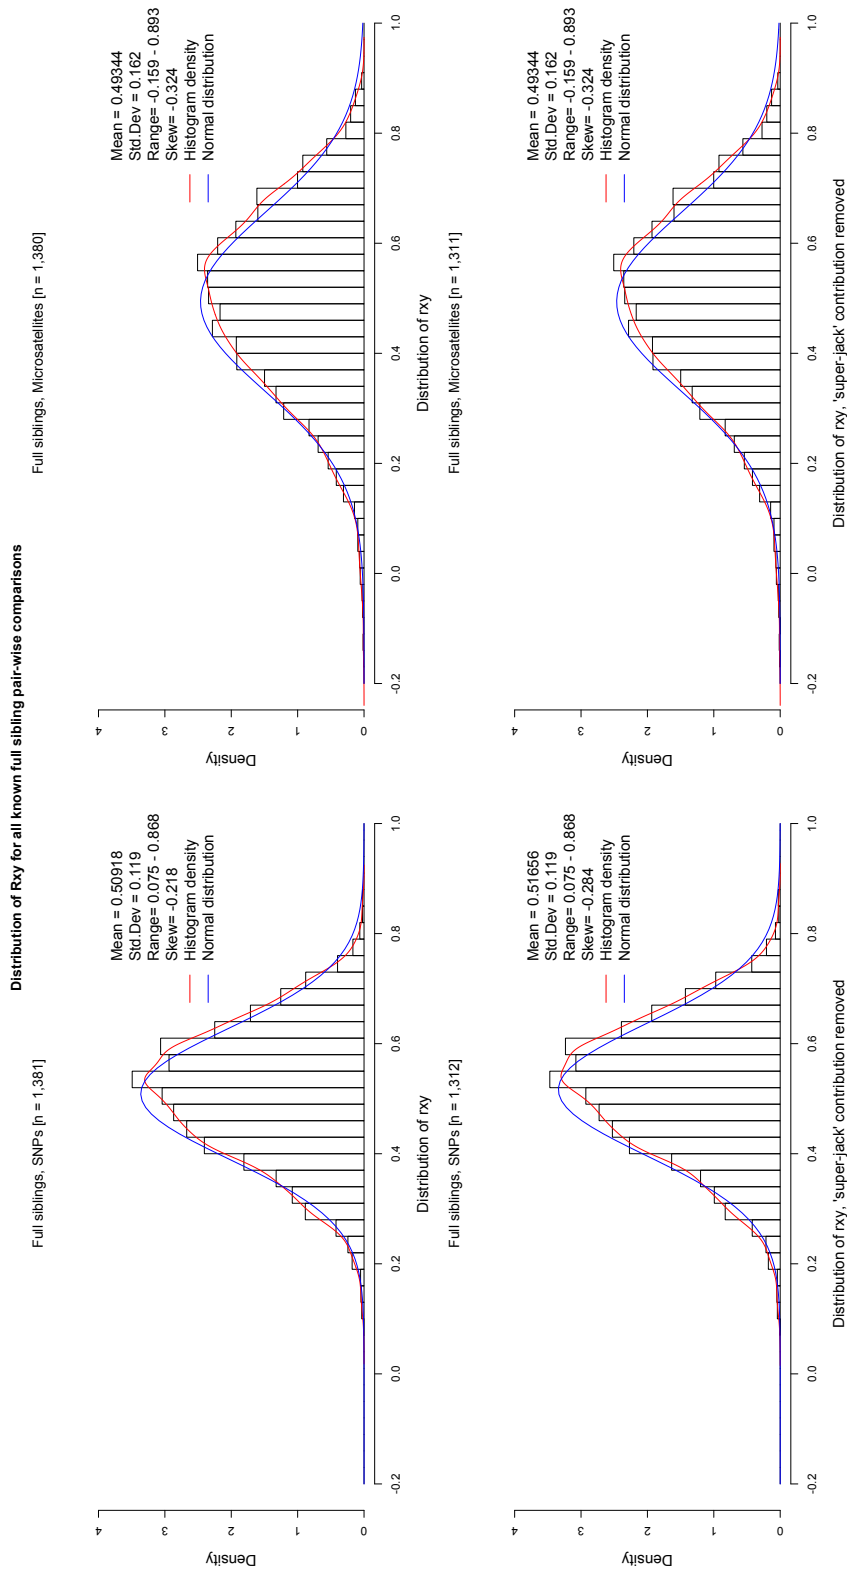 Distribution of Rxy for all known full sibling pair-wise comparisons
Full siblings, SNPs [n = 1,381]
Density
0 1 2 3 4
-0.2 0.0 0.2 0.4 0.6 0.8 1.0
Distribution of rxy
Mean = 0.50918
Std.Dev = 0.119
Range= 0.075 - 0.868
Skew= -0.218
Histogram density
Normal distribution
Full siblings, Microsatellites [n = 1,380]
Density
0 1 2 3 4
-0.2 0.0 0.2 0.4 0.6 0.8 1.0
Distribution of rxy
Mean = 0.49344
Std.Dev = 0.162
Range= -0.159 - 0.893
Skew= -0.324
Histogram density
Normal distribution
Full siblings, SNPs [n = 1,312]
Density
0 1 2 3 4
-0.2 0.0 0.2 0.4 0.6 0.8 1.0
Distribution of rxy, 'super-jack' contribution removed
Mean = 0.51656
Std.Dev = 0.119
Range= 0.075 - 0.868
Skew= -0.284
Histogram density
Normal distribution
Full siblings, Microsatellites [n = 1,311]
Density
0 1 2 3 4
-0.2 0.0 0.2 0.4 0.6 0.8 1.0
Distribution of rxy, 'super-jack' contribution removed
Mean = 0.49344
Std.Dev = 0.162
Range= -0.159 - 0.893
Skew= -0.324
Histogram density
Normal distribution